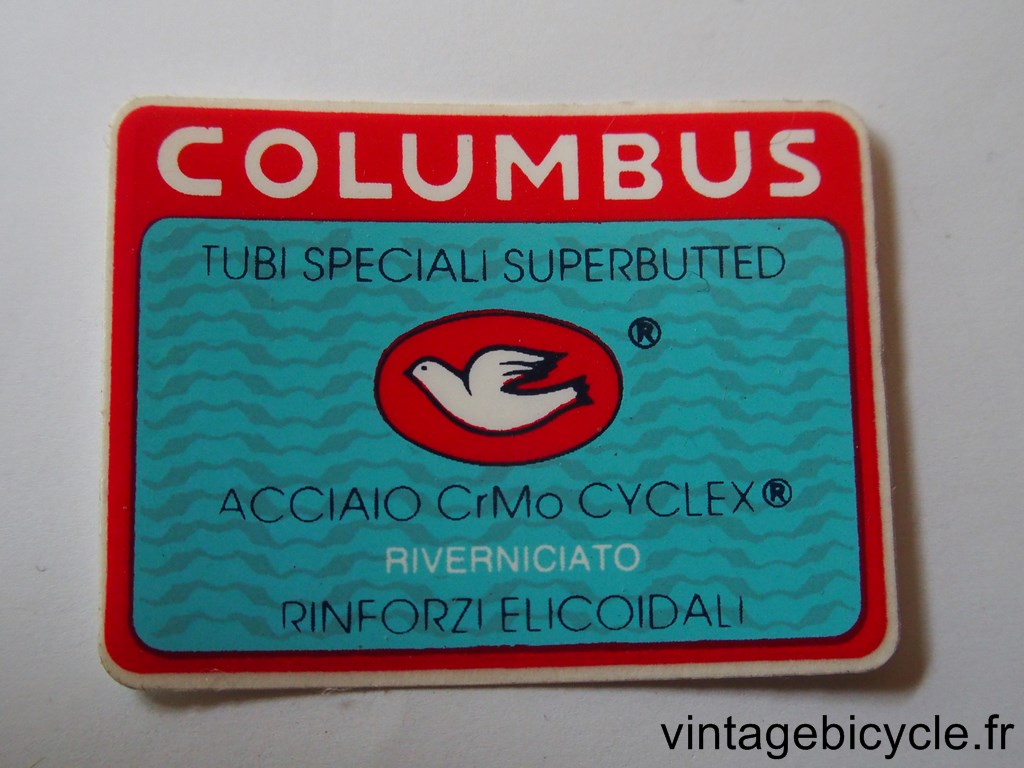 COLUMBUS
TUBI SPECIALI SUPERBUTTED
®
ACCIAIO CrMo CYCLEX®
RIVERNICIATO
RINFORZI ELICOIDALI
vintagebicycle.fr